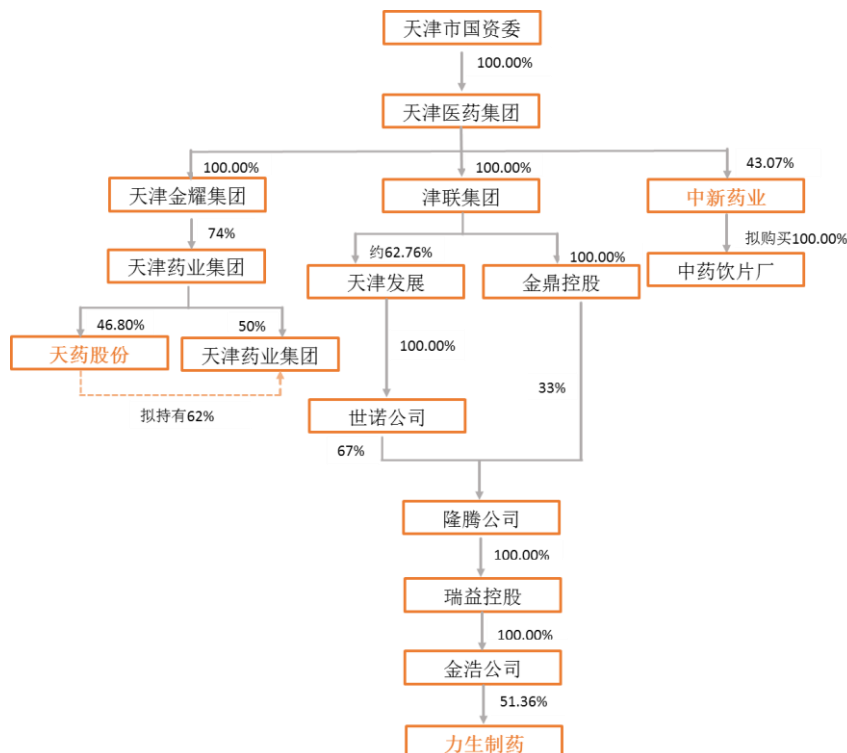 天津市国资委
100.00%
天津医药集团
100.00%
100.00%
43.07%
天津金耀集团
津联集团
中新药业
74%
约62.76%
100.00%
拟购买100.00%
天津药业集团
天津发展
金鼎控股
中药饮片厂
46.80%
50%
天药股份
天津药业集团
100.00%
拟持有62%
33%
世诺公司
67%
隆腾公司
100.00%
瑞益控股
100.00%
金浩公司
51.36%
力生制药